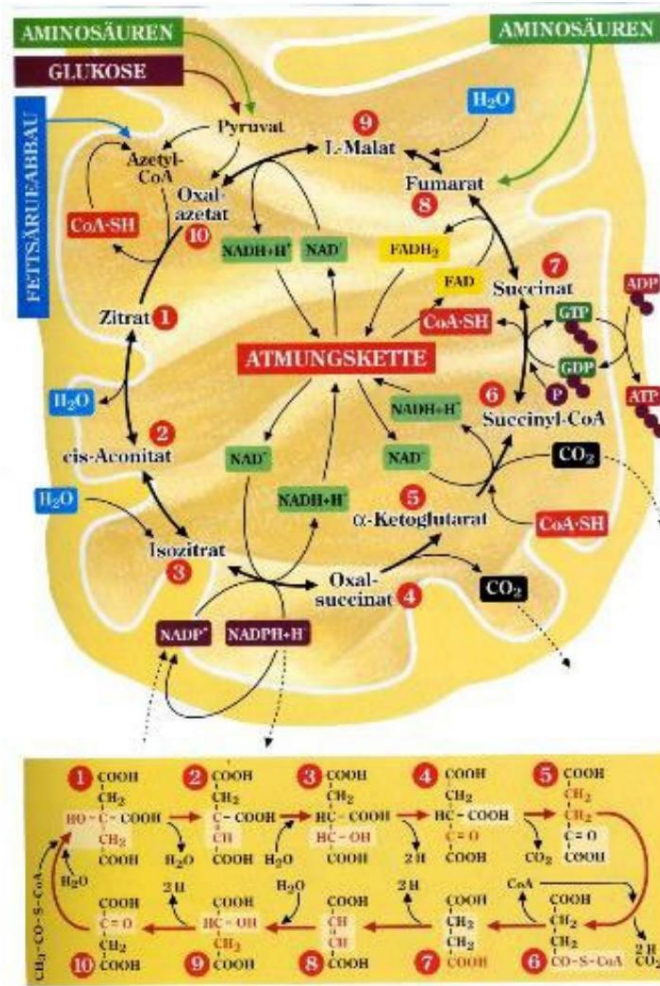 AMINOSÄUREN
AMINOSÄUREN
GLUKOSE
FETTSÄRUEABBAU
H₂O
9
Pyruvat
L-Malat
Azetyl-
CoA
Fumarat
8
Oxal-
azetat
10
CoA·SH
NADH+H⁺
NAD⁺
FADH₂
FAD
7
Succinat
ADP
GTP
CoA·SH
Zitrat 1
ATMUNGSKETTE
GDP
P
ATP
H₂O
6
NADH+H⁺
Succinyl-CoA
2
cis-Aconitat
NAD⁺
NAD⁺
CO₂
H₂O
NADH+H⁺
5
α-Ketoglutarat
CoA·SH
Isozitrat
3
Oxal-
succinat 4
CO₂
NADP⁺
NADPH+H⁺
1 COOH
CH₂
HO-C-COOH
CH₂
COOH
H₂O
2 COOH
CH₂
C-COOH
CH
COOH
H₂O
3 COOH
CH₂
HC-COOH
HC-OH
COOH
2 H
4 COOH
CH₂
HC-COOH
C=O
COOH
CO₂
5 COOH
CH₂
CH₂
C=O
COOH
CH₃-CO-S-CoA
H₂O
COOH
C=O
CH₂
10 COOH
2 H
COOH
HC-OH
CH₂
9 COOH
H₂O
COOH
CH
CH
8 COOH
2 H
COOH
CH₂
CH₂
7 COOH
CoA
COOH
CH₂
CH₂
6 CO-S-CoA
2 H
CO₂